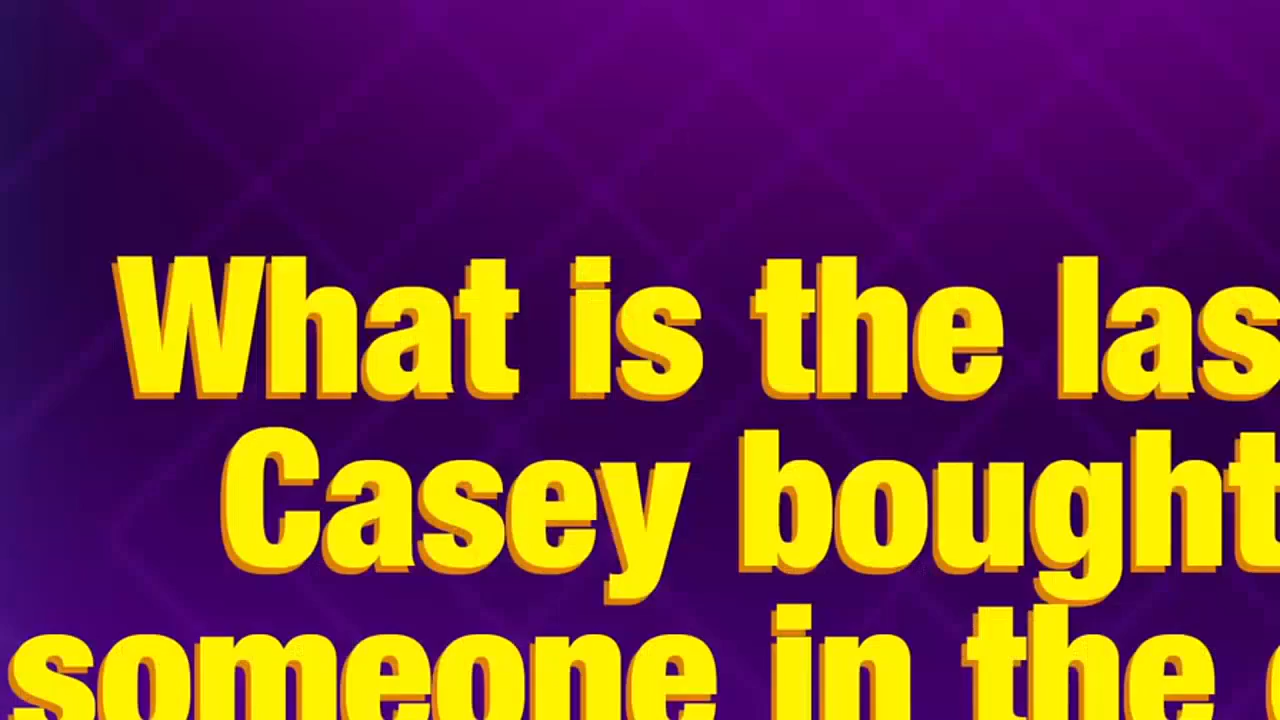 What is the las
Casey bought
someone in the